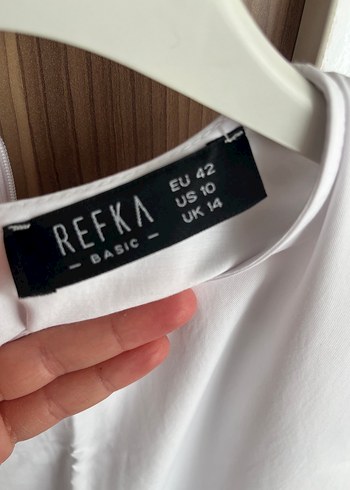 REFKA
— BASIC —
EU 42
US 10
UK 14